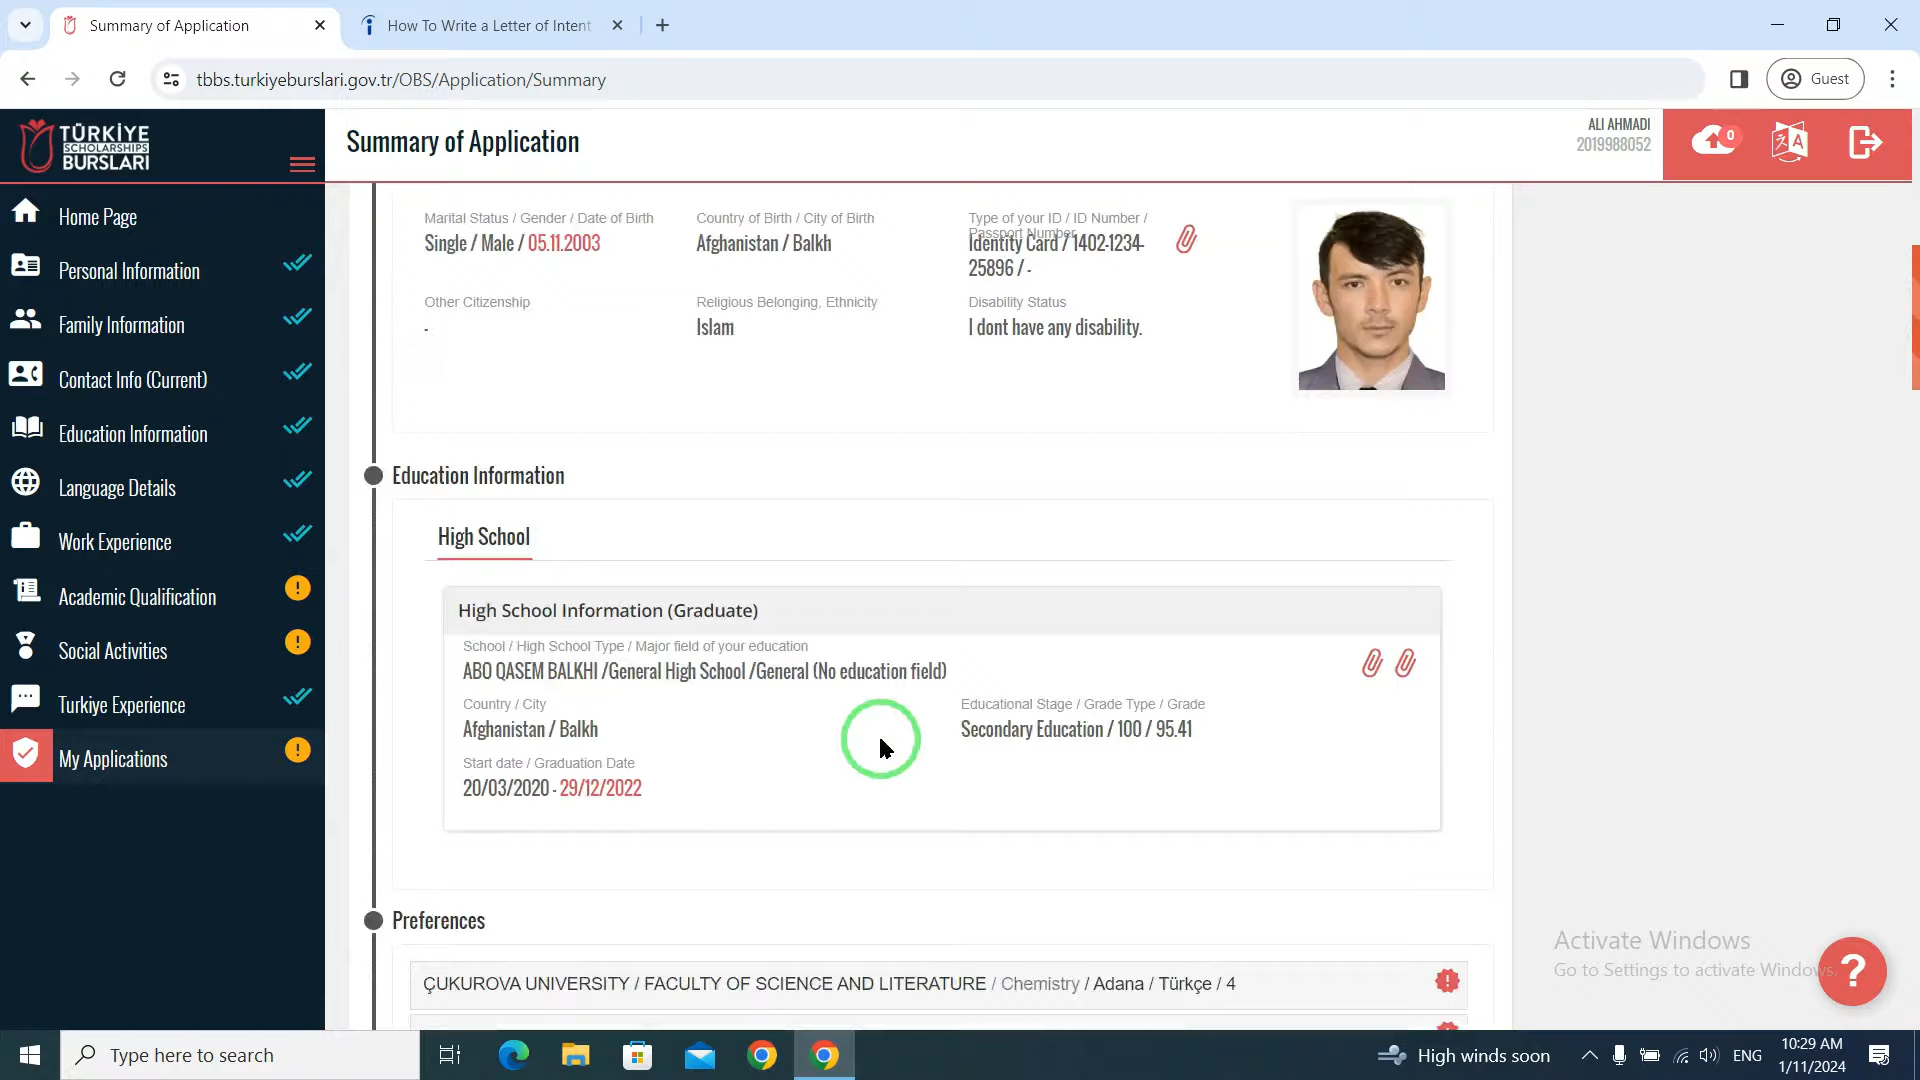 Summary of Application
How To Write a Letter of Intent
tbbs.turkiyeburslari.gov.tr/OBS/Application/Summary
Guest
TÜRKİYE
SCHOLARSHIPS
BURSLARI
Summary of Application
ALI AHMADI
2019988052
0
Home Page
Personal Information
Family Information
Contact Info (Current)
Education Information
Language Details
Work Experience
Academic Qualification
Social Activities
Turkiye Experience
My Applications
Marital Status / Gender / Date of Birth
Single / Male / 05.11.2003
Country of Birth / City of Birth
Afghanistan / Balkh
Type of your ID / ID Number /
Passport Number
Identity Card / 1402-1234-
25896 / -
Other Citizenship
-
Religious Belonging, Ethnicity
Islam
Disability Status
I dont have any disability.
Education Information
High School
High School Information (Graduate)
School / High School Type / Major field of your education
ABO QASEM BALKHI /General High School /General (No education field)
Country / City
Afghanistan / Balkh
Educational Stage / Grade Type / Grade
Secondary Education / 100 / 95.41
Start date / Graduation Date
20/03/2020 - 29/12/2022
Preferences
ÇUKUROVA UNIVERSITY / FACULTY OF SCIENCE AND LITERATURE / Chemistry / Adana / Türkçe / 4
Activate Windows
Go to Settings to activate Windows.
?
Type here to search
High winds soon
ENG
10:29 AM
1/11/2024